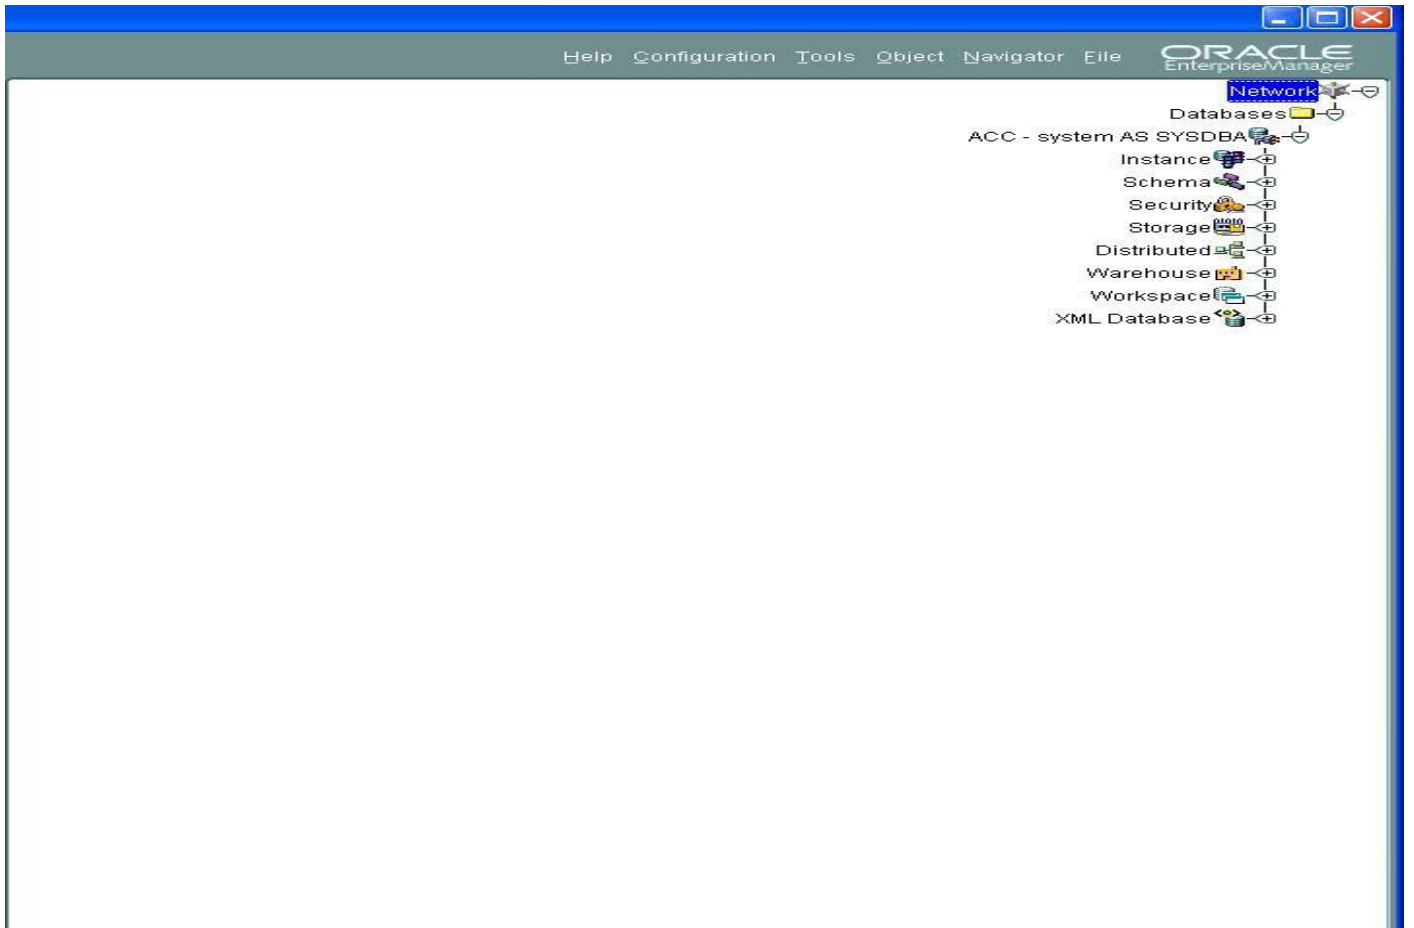 Help Configuration Tools Object Navigator File
ORACLE
EnterpriseManager
Network
Databases
ACC - system AS SYSDBA
Instance
Schema
Security
Storage
Distributed
Warehouse
Workspace
XML Database